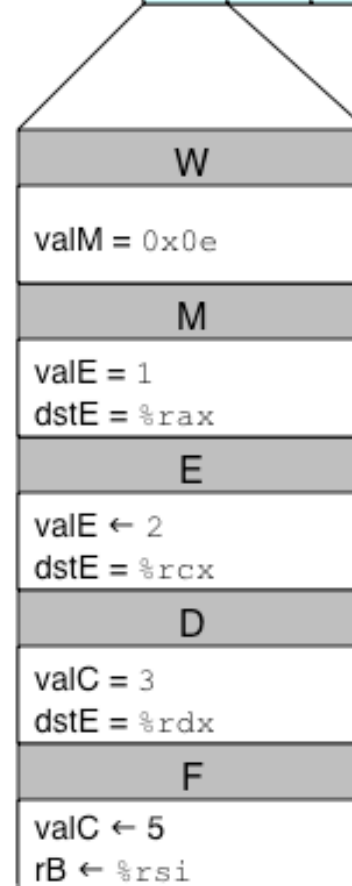 W
valM = 0x0e
M
valE = 1
dstE = %rax
E
valE ← 2
dstE = %rcx
D
valC = 3
dstE = %rdx
F
valC ← 5
rB ← %rsi